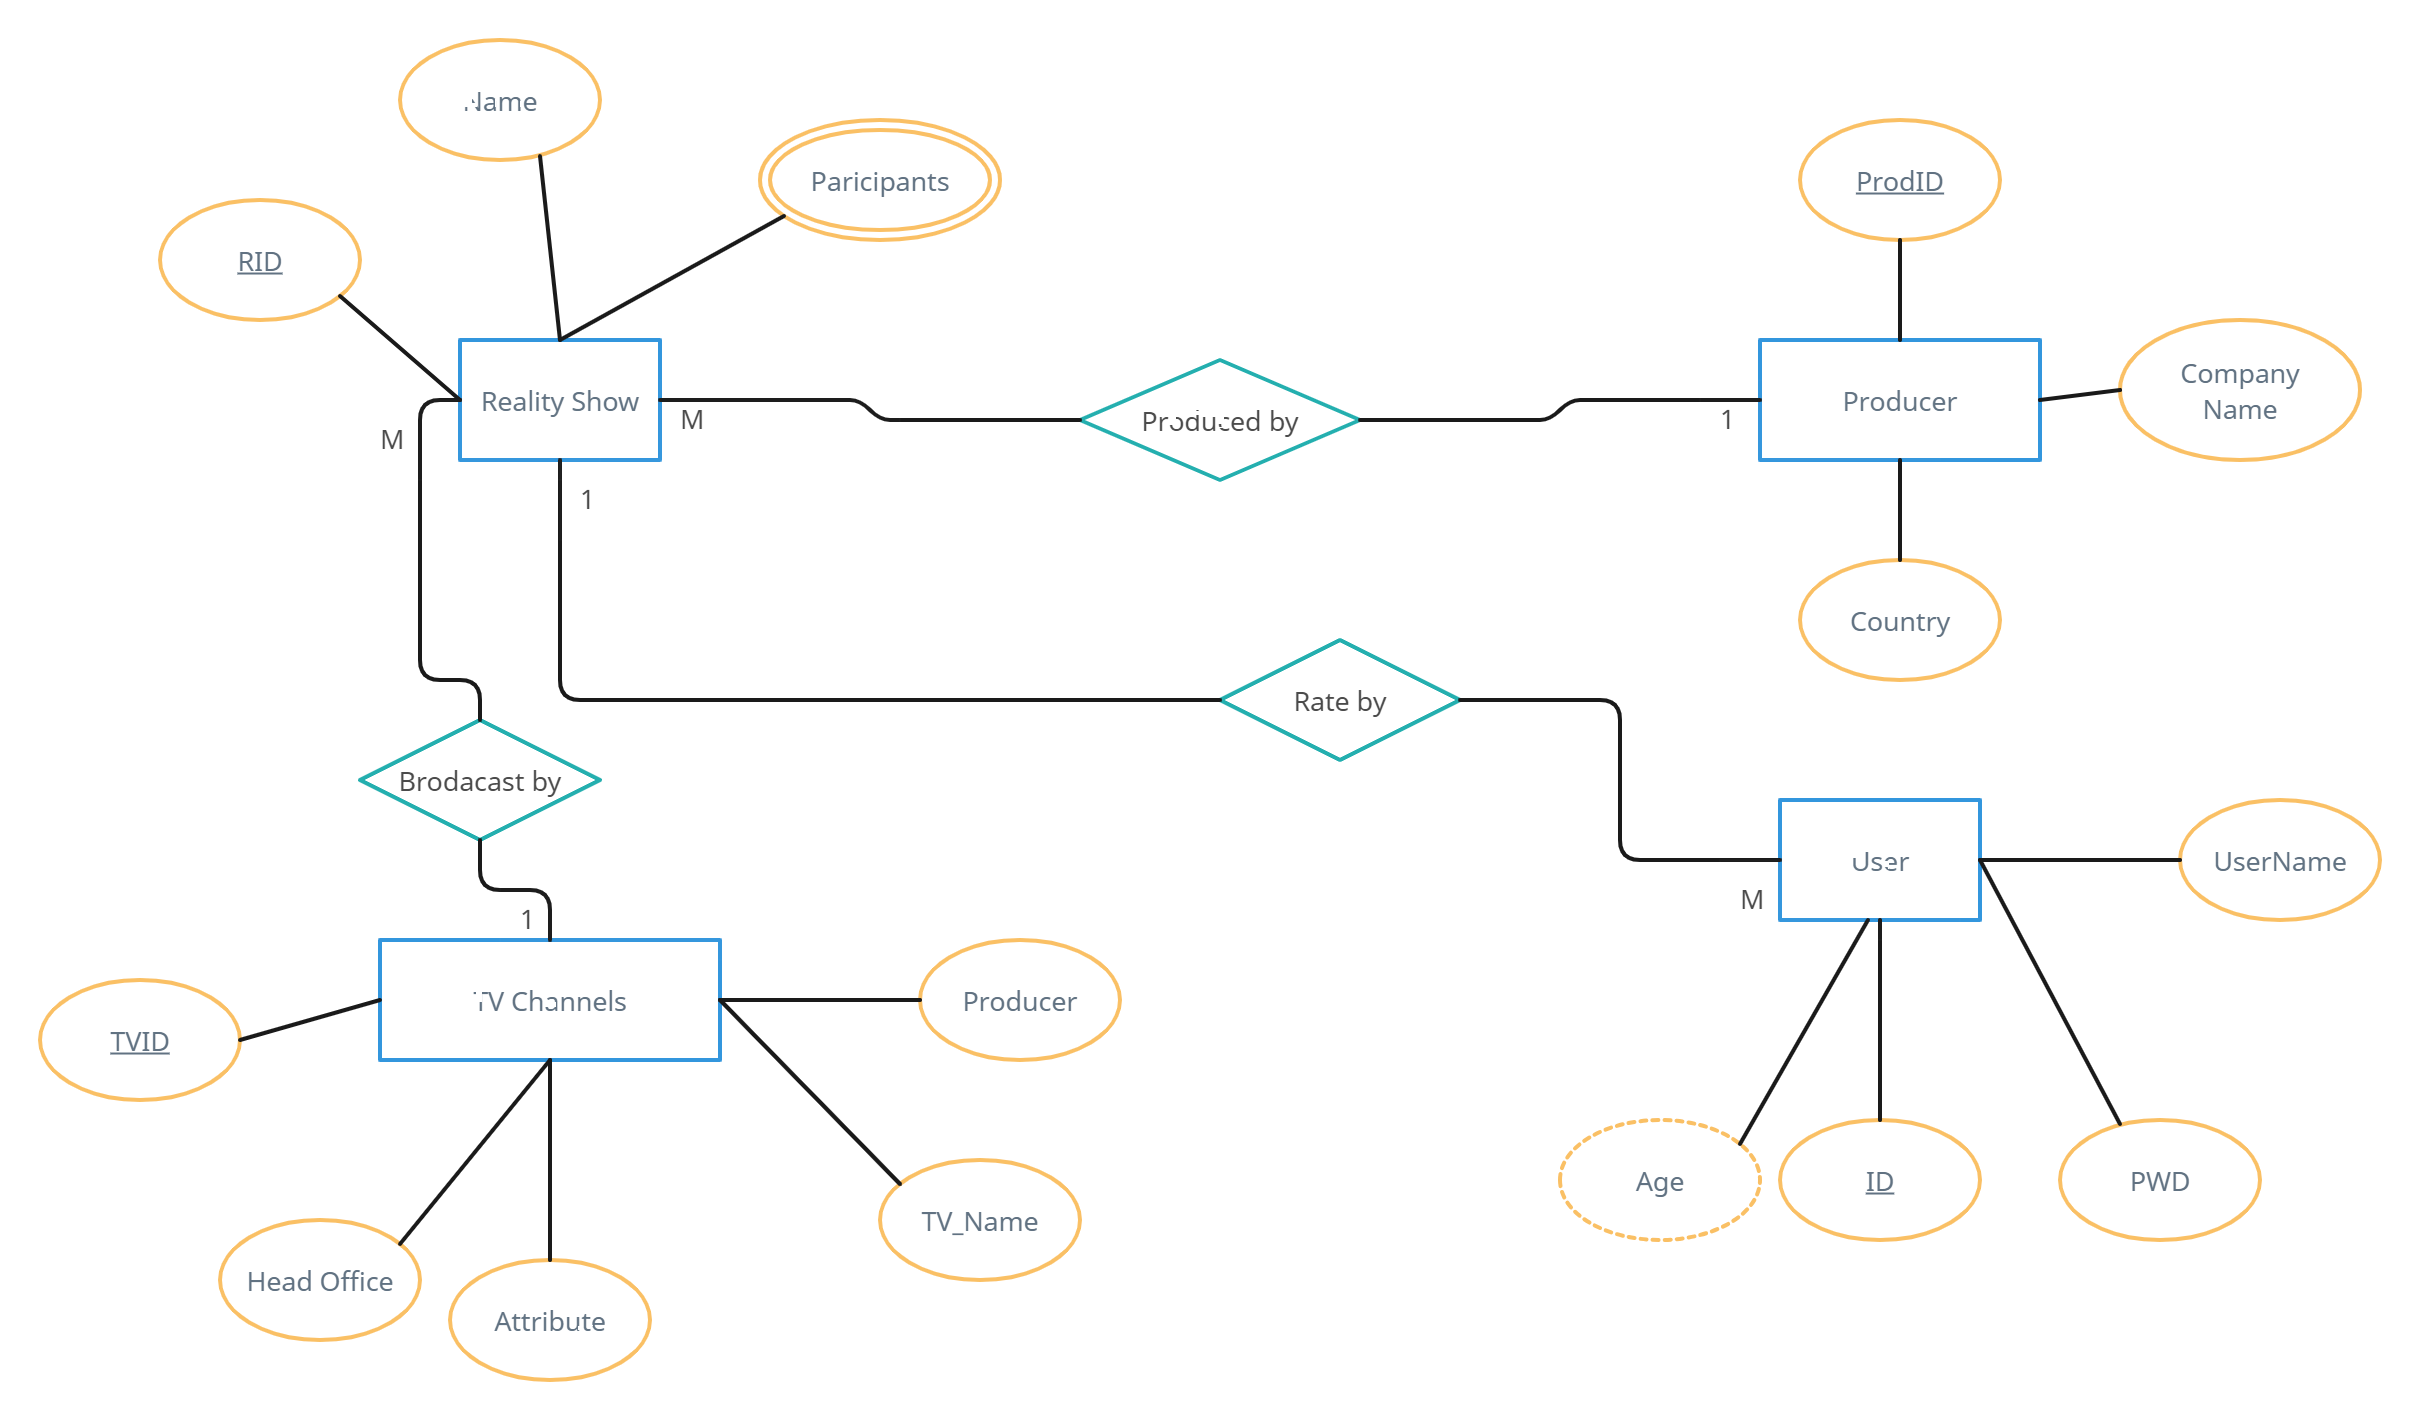 Name
Paricipants
ProdID
RID
Company
Name
Reality Show
Producer
M
M
Produced by
1
1
Country
Rate by
Brodacast by
User
UserName
M
1
TV Channels
Producer
TVID
Age
ID
PWD
TV_Name
Head Office
Attribute